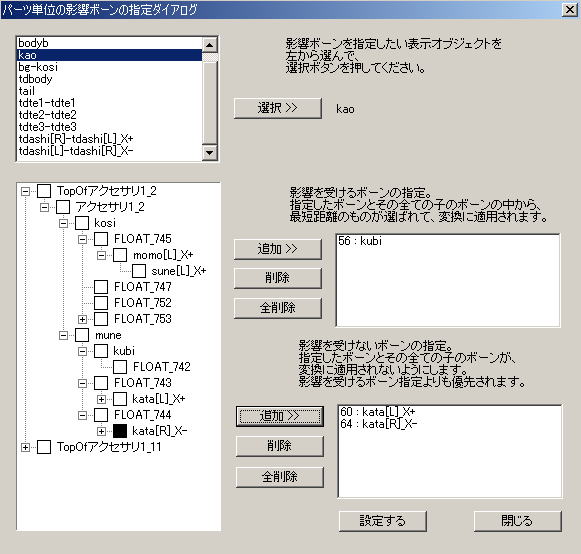 パーツ単位の影響ボーンの指定ダイアログ
bodyb
kao
bg-kosi
tdbody
tail
tdte1-tdte1
tdte2-tdte2
tdte3-tdte3
tdashi[R]-tdashi[L]_X+
tdashi[L]-tdashi[R]_X-
影響ボーンを指定したい表示オブジェクトを
左から選んで、
選択ボタンを押してください。
選択 >>
kao
TopOfアクセサリ1_2
アクセサリ1_2
kosi
FLOAT_745
momo[L]_X+
sune[L]_X+
FLOAT_747
FLOAT_752
FLOAT_753
mune
kubi
FLOAT_742
FLOAT_743
kata[L]_X+
FLOAT_744
kata[R]_X-
TopOfアクセサリ1_11
影響を受けるボーンの指定。
指定したボーンとその全ての子のボーンの中から、
最短距離のものが選ばれて、変換に適用されます。
追加 >>
削除
全削除
56 : kubi
影響を受けないボーンの指定。
指定したボーンとその全ての子のボーンが、
変換に適用されないようにします。
影響を受けるボーン指定よりも優先されます。
追加 >>
削除
全削除
60 : kata[L]_X+
64 : kata[R]_X-
設定する
閉じる